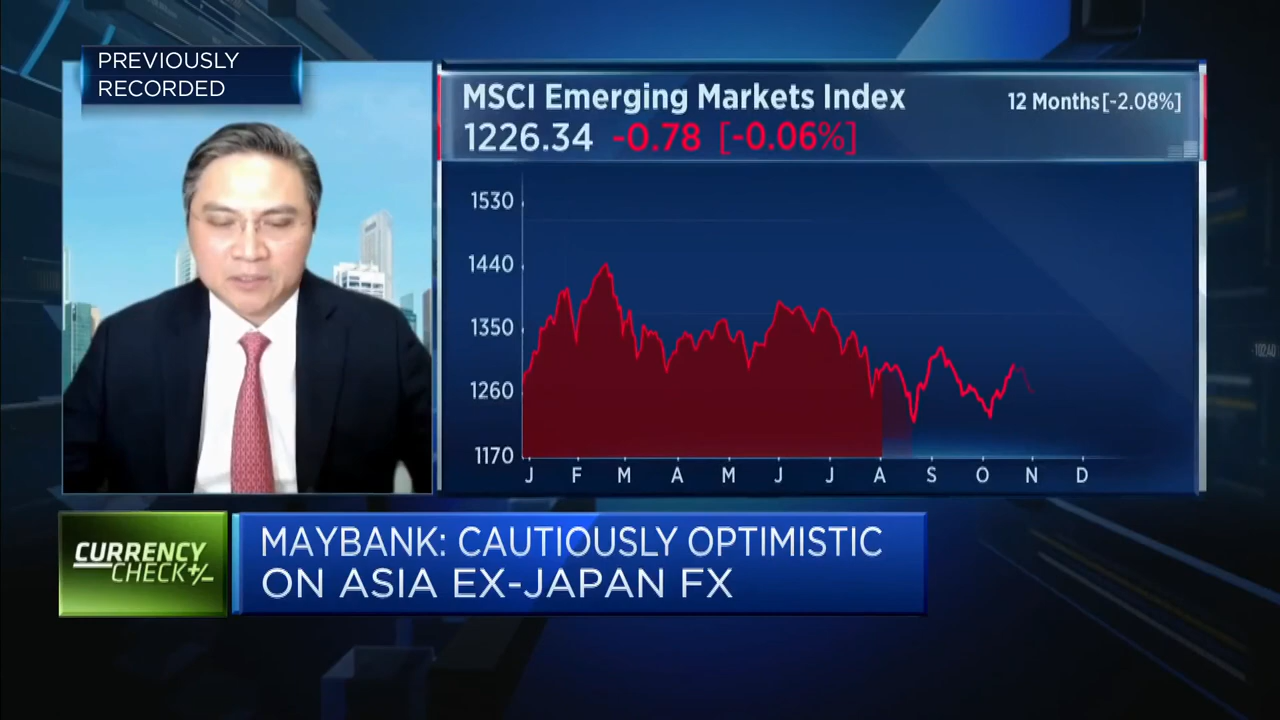 PREVIOUSLY
RECORDED
MSCI Emerging Markets Index
12 Months[-2.08%]
1226.34 -0.78 [-0.06%]
1530
1440
1350
1260
1170
J F M A M J J A S O N D
CURRENCY
CHECK+/-
MAYBANK: CAUTIOUSLY OPTIMISTIC
ON ASIA EX-JAPAN FX